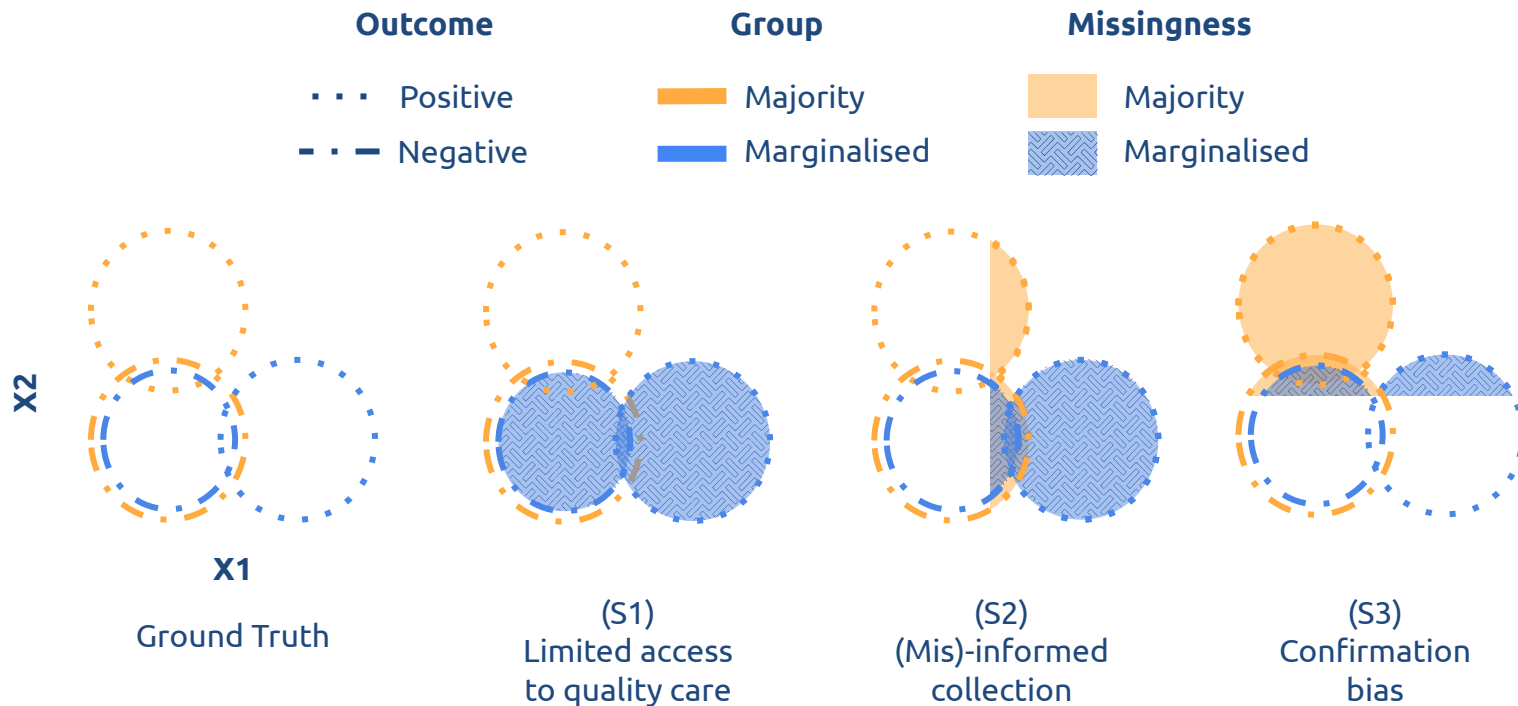 Outcome
Group
Missingness
Positive
Majority
Majority
Negative
Marginalised
Marginalised
X2
X1
Ground Truth
(S1)
Limited access
to quality care
(S2)
(Mis)-informed
collection
(S3)
Confirmation
bias